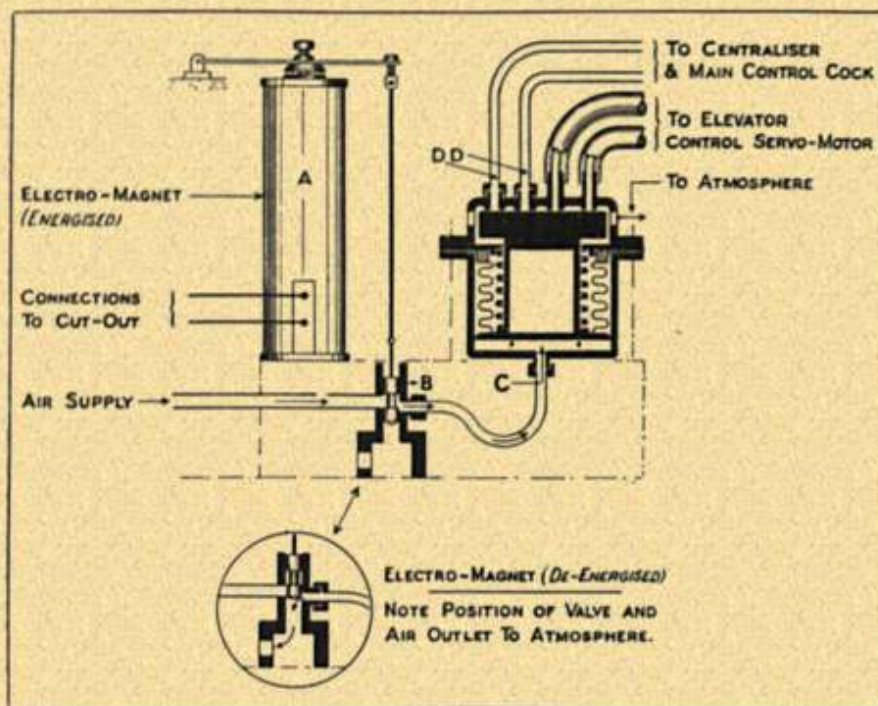 To Centraliser
& Main Control Cock
To Elevator
Control Servo-Motor
D D
To Atmosphere
A
Electro-Magnet
(Energised)
Connections
To Cut-Out
B
C
Air Supply
Electro-Magnet (De-Energised)
Note Position of Valve and
Air Outlet To Atmosphere.